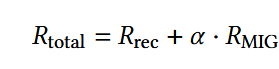 R_total = R_rec + α · R_MIG